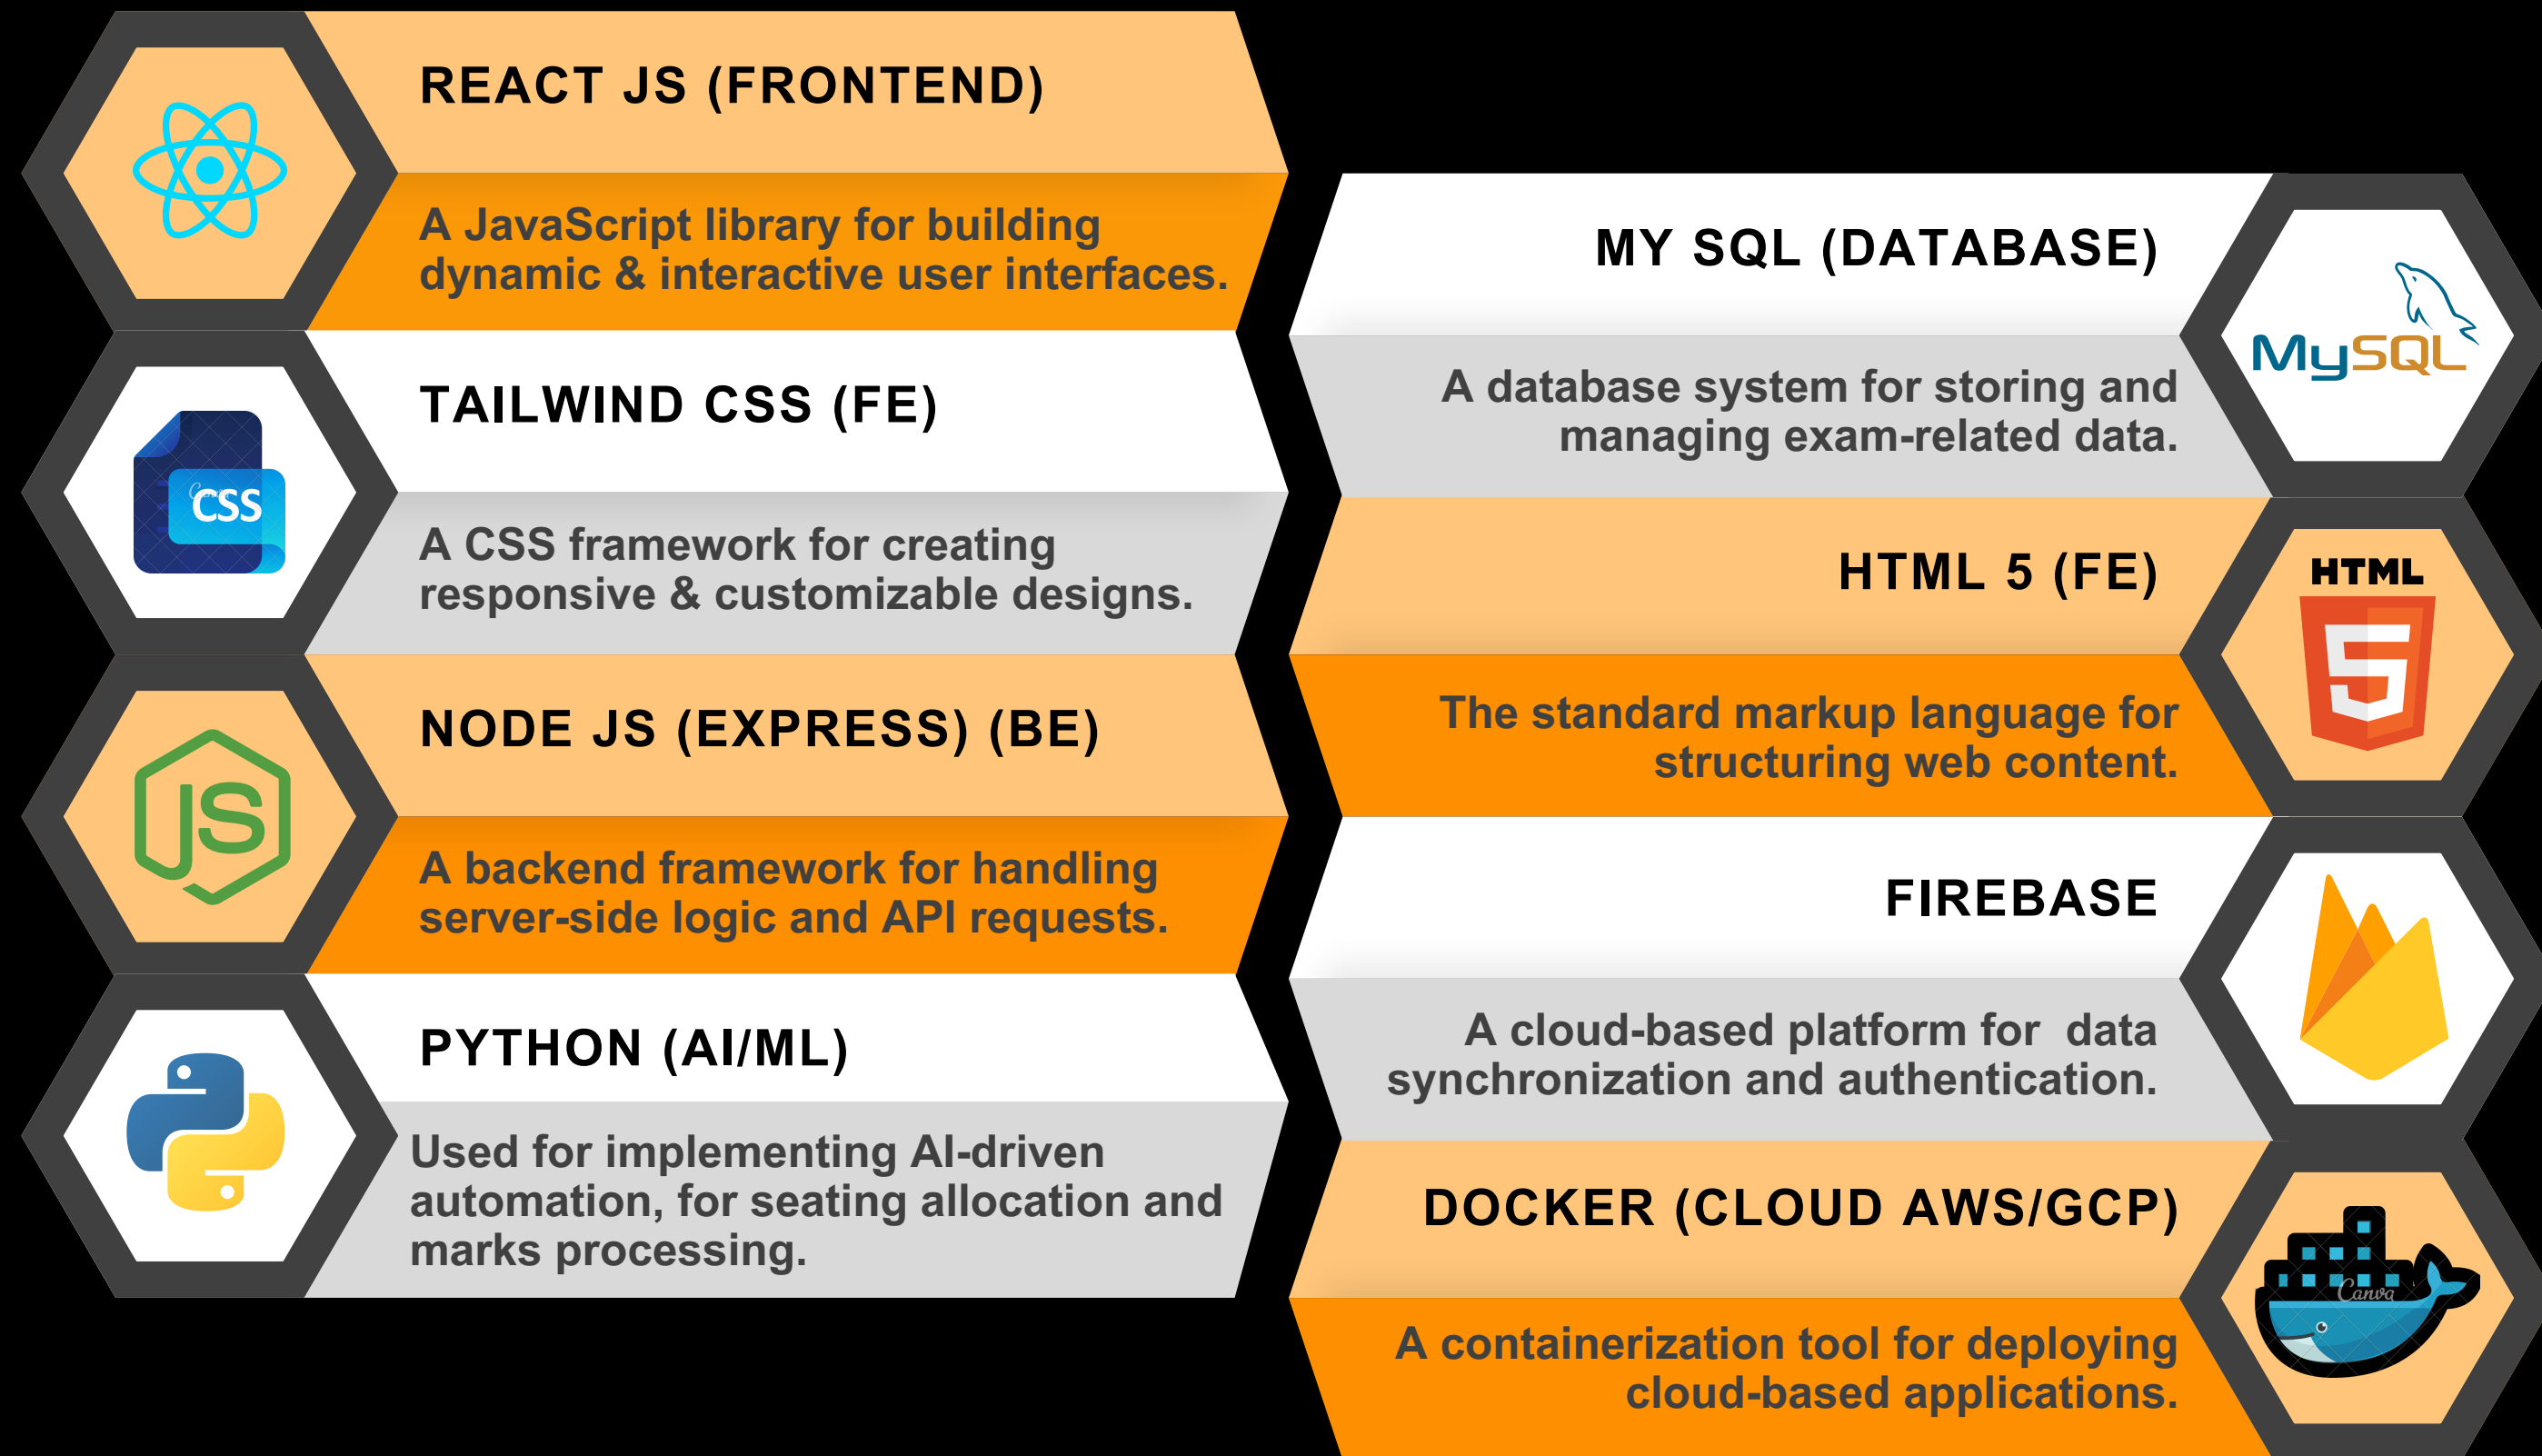 REACT JS (FRONTEND)
A JavaScript library for building
dynamic & interactive user interfaces.
TAILWIND CSS (FE)
CSS
A CSS framework for creating
responsive & customizable designs.
NODE JS (EXPRESS) (BE)
JS
A backend framework for handling
server-side logic and API requests.
PYTHON (AI/ML)
Used for implementing AI-driven
automation, for seating allocation and
marks processing.
MY SQL (DATABASE)
MySQL
A database system for storing and
managing exam-related data.
HTML 5 (FE)
HTML
5
The standard markup language for
structuring web content.
FIREBASE
A cloud-based platform for  data
synchronization and authentication.
DOCKER (CLOUD AWS/GCP)
Canva
A containerization tool for deploying
cloud-based applications.